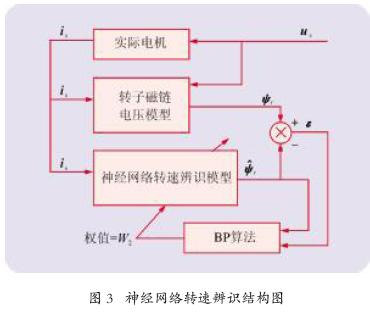 i_s
实际电机
u_s
i_s
转子磁链
电压模型
ψ_r
+
ε
−
i_s
神经网络转速辨识模型
ψ̂_r
权值=W₂
BP算法
图 3 神经网络转速辨识结构图